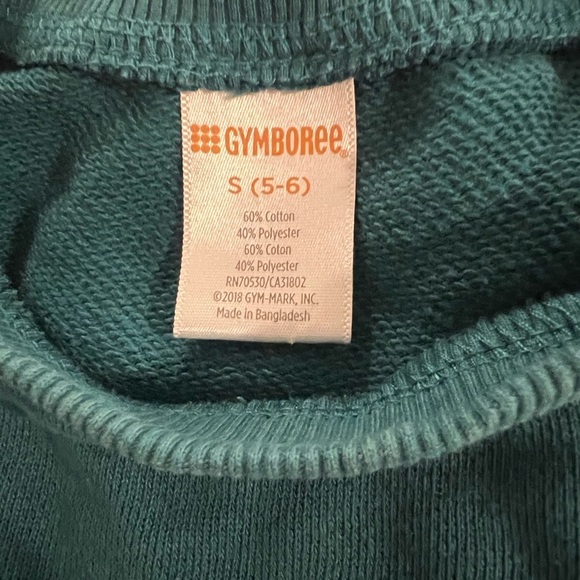 GYMBOREE®
S (5-6)
60% Cotton
40% Polyester
60% Coton
40% Polyester
RN70530/CA31802
©2018 GYM-MARK, INC.
Made in Bangladesh